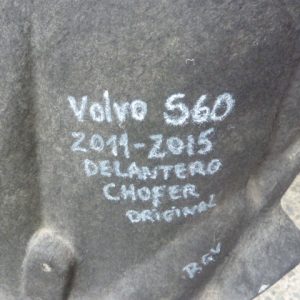 Volvo S60
2011-2015
DELANTERO
CHOFER
ORIGINAL